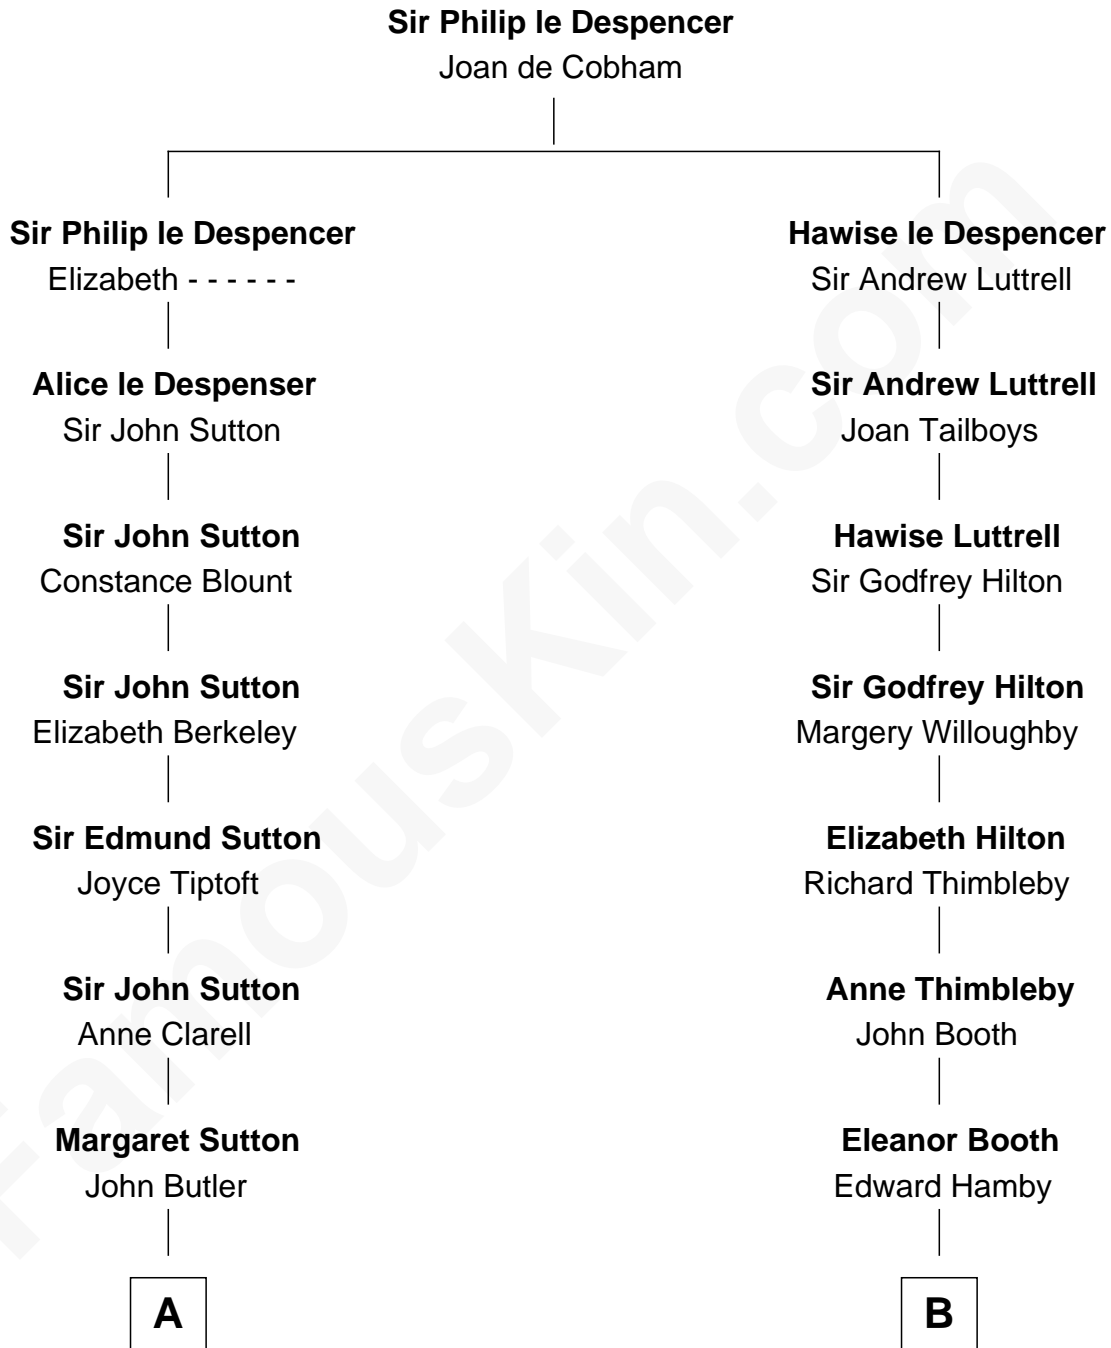 Sir Philip le Despencer
Joan de Cobham
Sir Philip le Despencer
Elizabeth - - - - - -
Hawise le Despencer
Sir Andrew Luttrell
Alice le Despenser
Sir John Sutton
Sir Andrew Luttrell
Joan Tailboys
Sir John Sutton
Constance Blount
Hawise Luttrell
Sir Godfrey Hilton
Sir John Sutton
Elizabeth Berkeley
Sir Godfrey Hilton
Margery Willoughby
Sir Edmund Sutton
Joyce Tiptoft
Elizabeth Hilton
Richard Thimbleby
Sir John Sutton
Anne Clarell
Anne Thimbleby
John Booth
Margaret Sutton
John Butler
Eleanor Booth
Edward Hamby
A
B
FamousKin.com